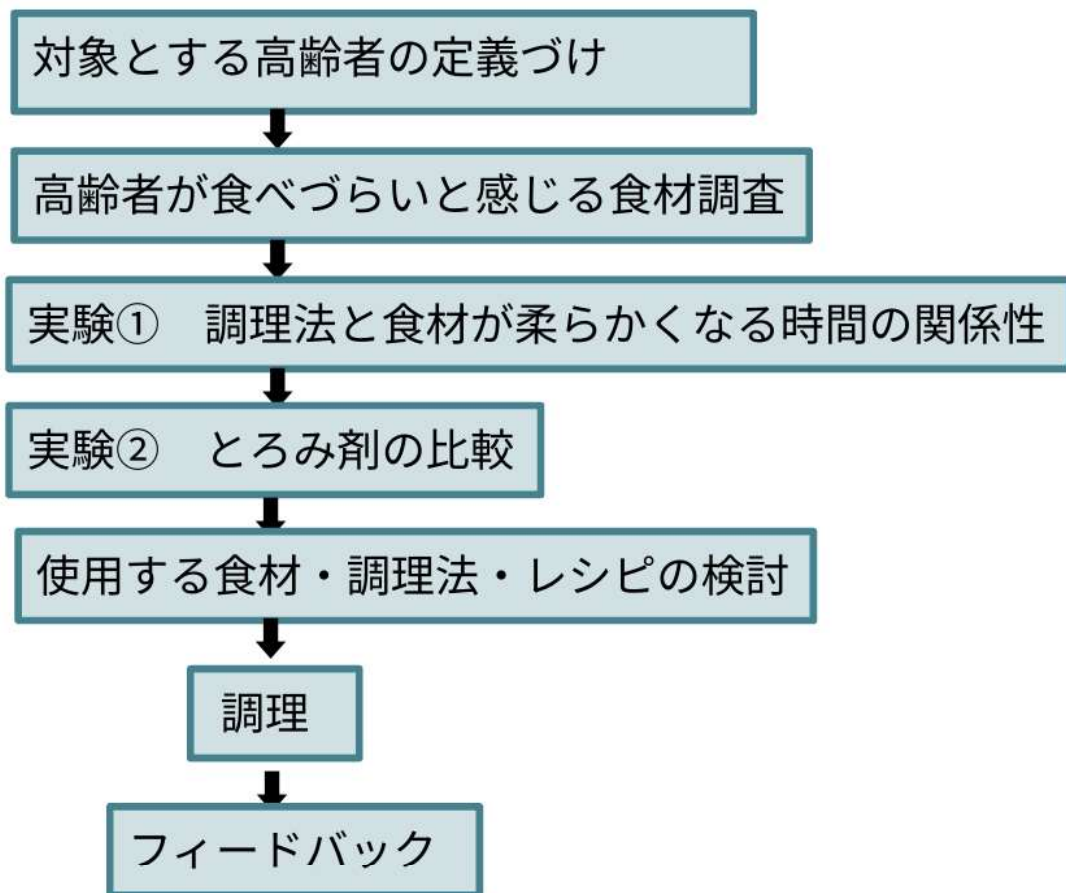 対象とする高齢者の定義づけ
高齢者が食べづらいと感じる食材調査
実験①　調理法と食材が柔らかくなる時間の関係性
実験②　とろみ剤の比較
使用する食材・調理法・レシピの検討
調理
フィードバック